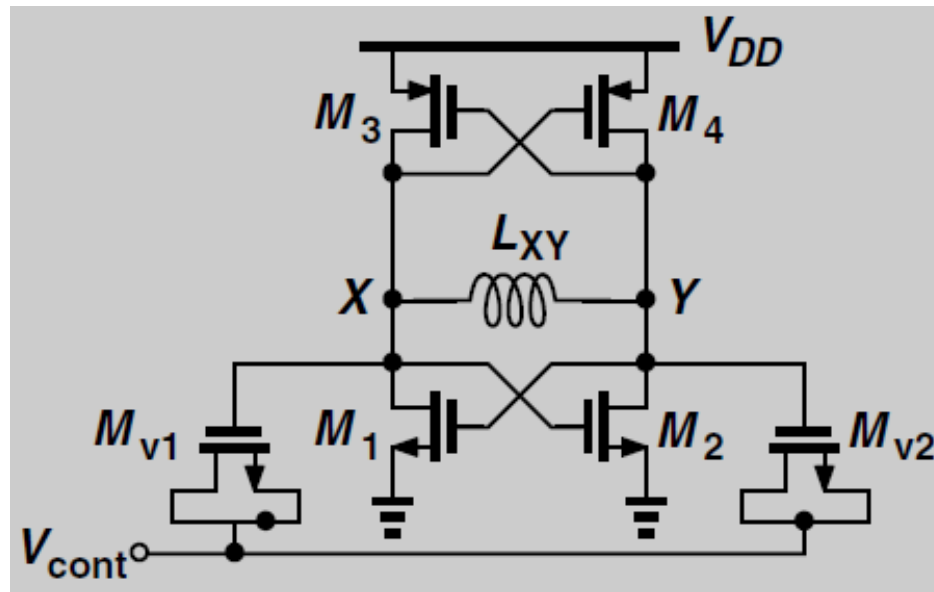 V_DD
M_3
M_4
L_XY
X
Y
M_v1
M_1
M_2
M_v2
V_cont